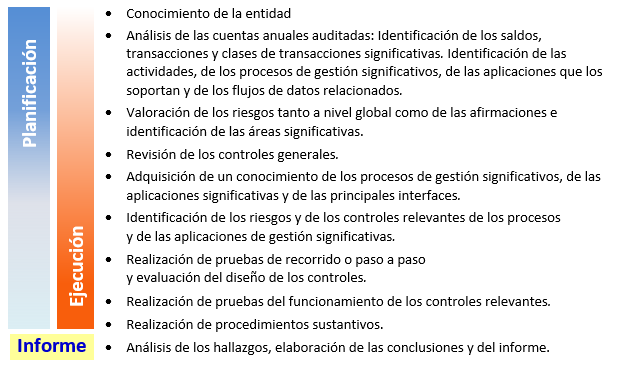 Planificación
Ejecución
Informe
• Conocimiento de la entidad
• Análisis de las cuentas anuales auditadas: Identificación de los saldos,
transacciones y clases de transacciones significativas. Identificación de las
actividades, de los procesos de gestión significativos, de las aplicaciones que los
soportan y de los flujos de datos relacionados.
• Valoración de los riesgos tanto a nivel global como de las afirmaciones e
identificación de las áreas significativas.
• Revisión de los controles generales.
• Adquisición de un conocimiento de los procesos de gestión significativos, de las
aplicaciones significativas y de las principales interfaces.
• Identificación de los riesgos y de los controles relevantes de los procesos
y de las aplicaciones de gestión significativas.
• Realización de pruebas de recorrido o paso a paso
y evaluación del diseño de los controles.
• Realización de pruebas del funcionamiento de los controles relevantes.
• Realización de procedimientos sustantivos.
• Análisis de los hallazgos, elaboración de las conclusiones y del informe.